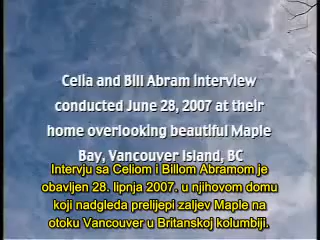 Celia and Bill Abram interview
conducted June 28, 2007 at their
home overlooking beautiful Maple
Bay, Vancouver Island, BC
Intervju sa Celiom i Billom Abramom je
obavljen 28. lipnja 2007. u njihovom domu
koji nadgleda prelijepi zaljev Maple na
otoku Vancouver u Britanskoj kolumbiji.